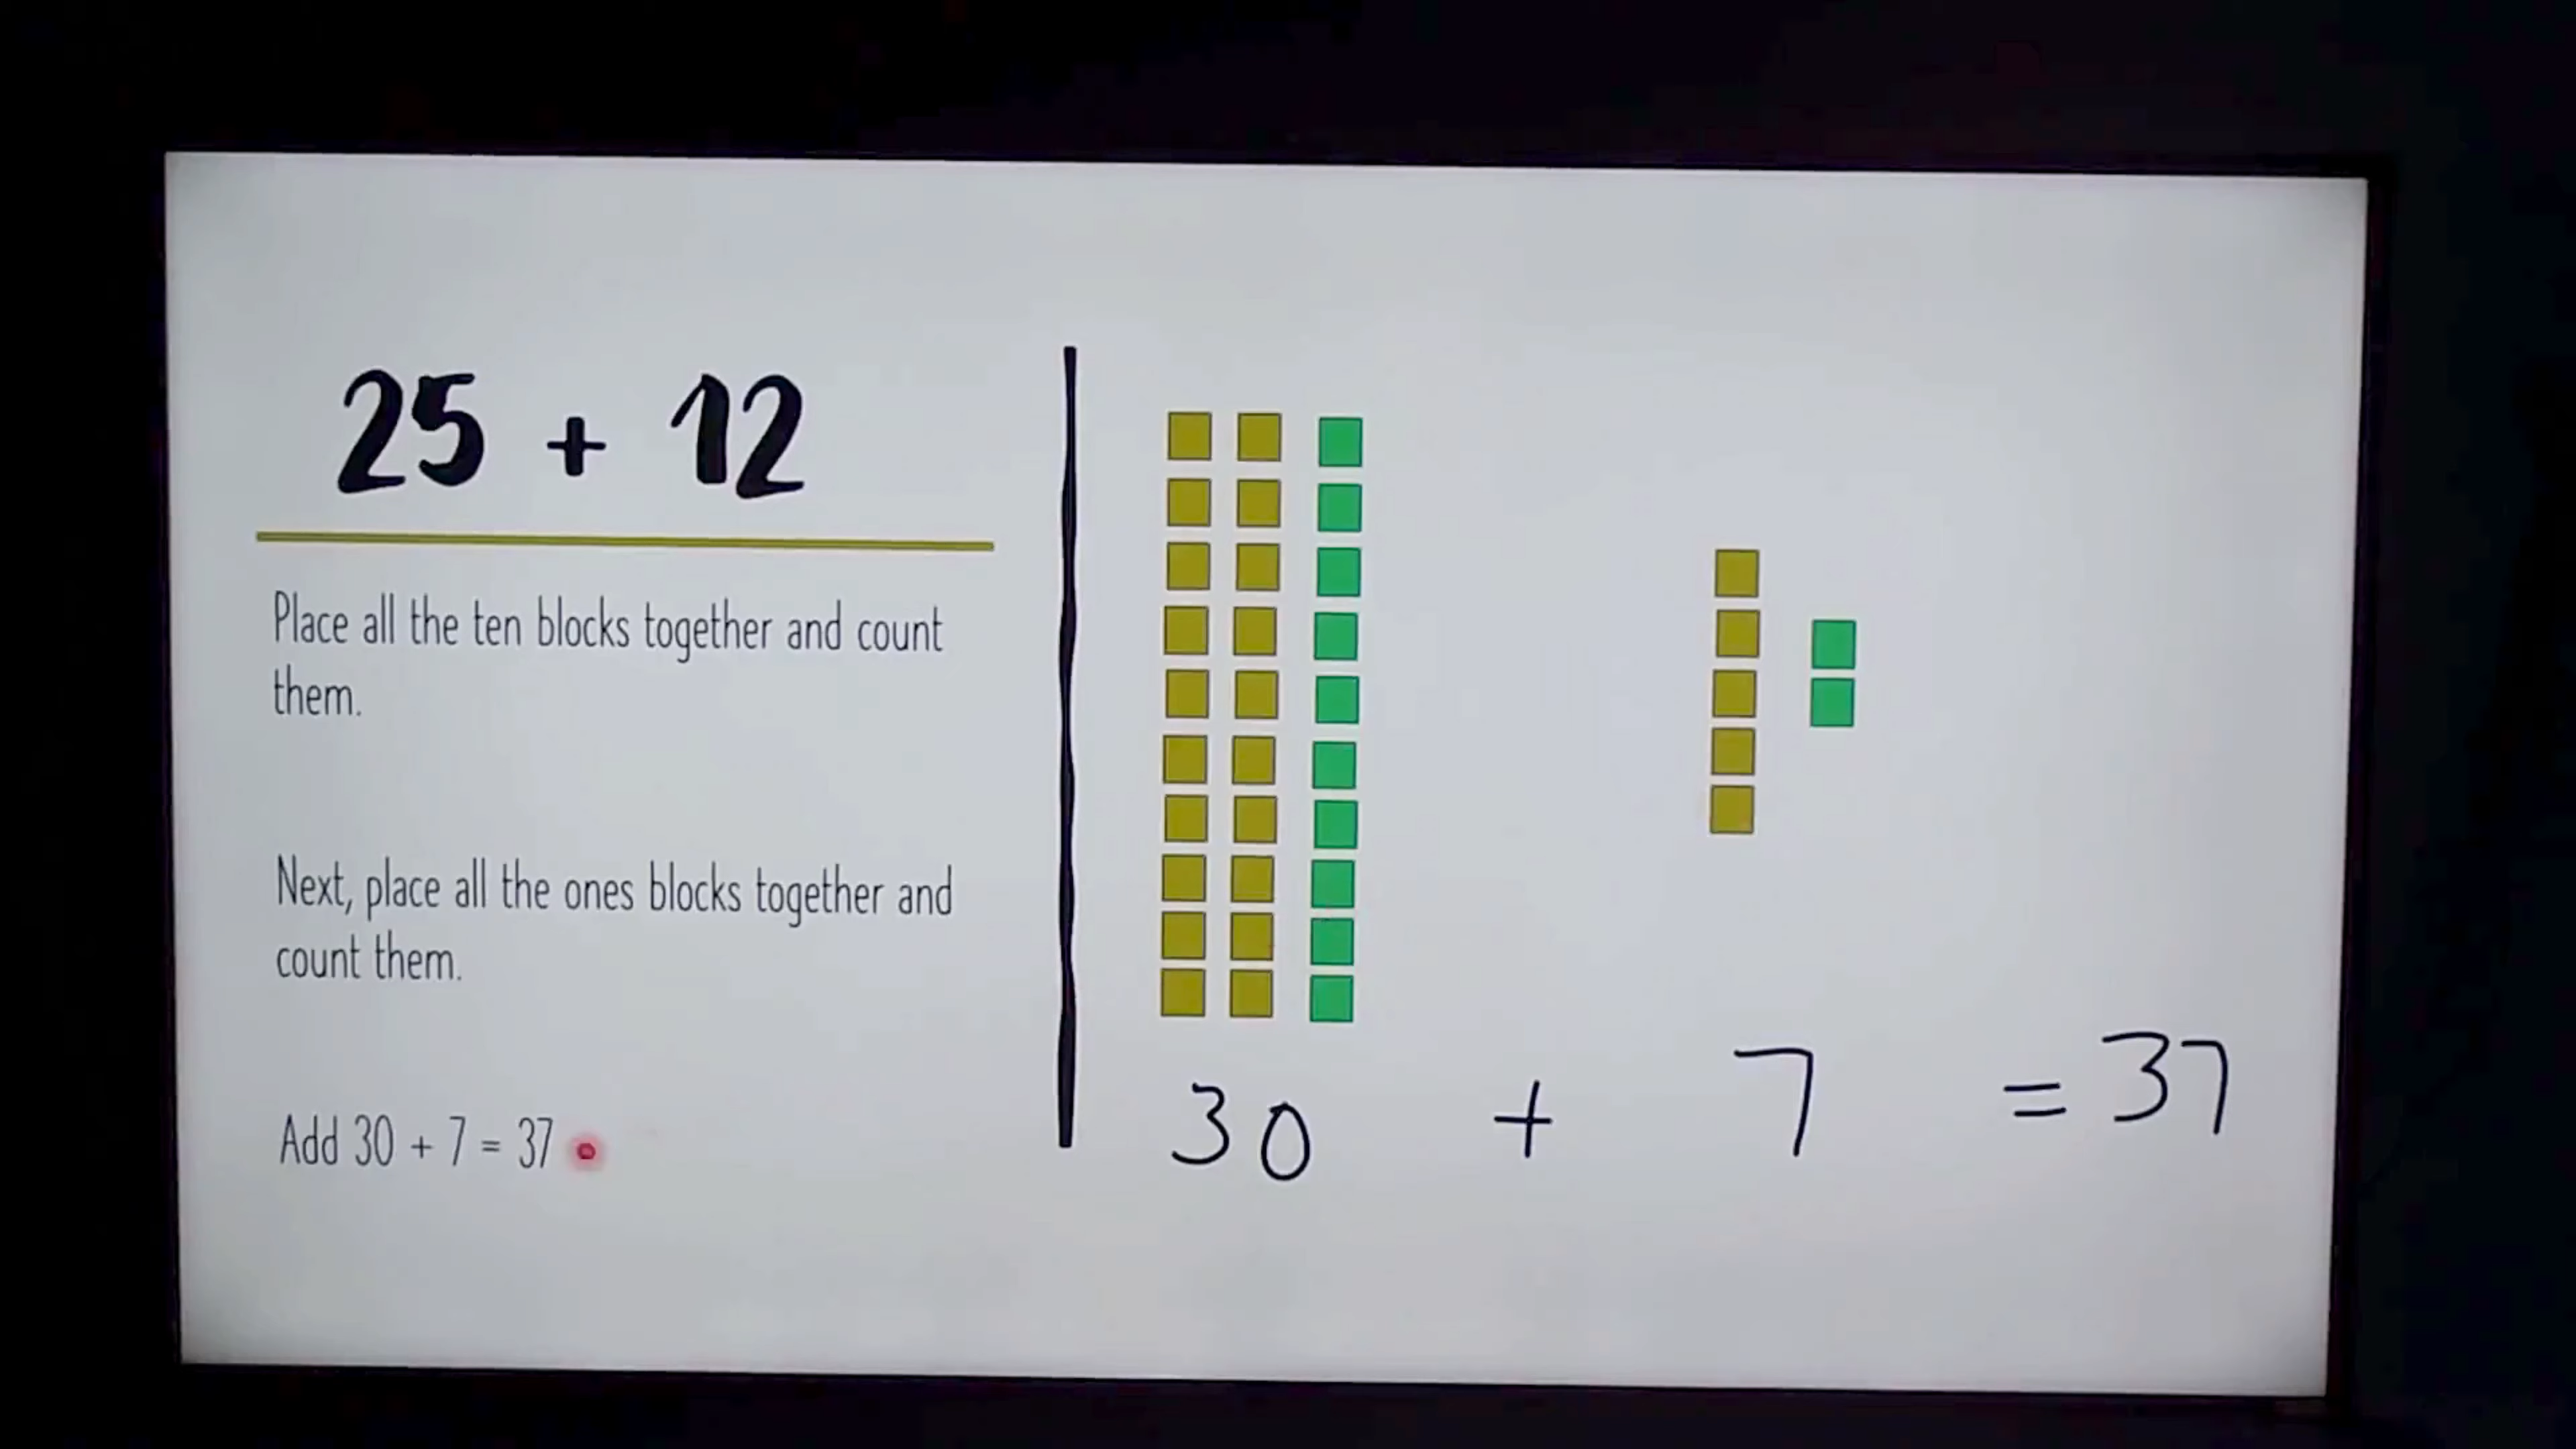 25 + 12
Place all the ten blocks together and count
them.
Next, place all the ones blocks together and
count them.
Add 30 + 7 = 37
30 + 7 = 37